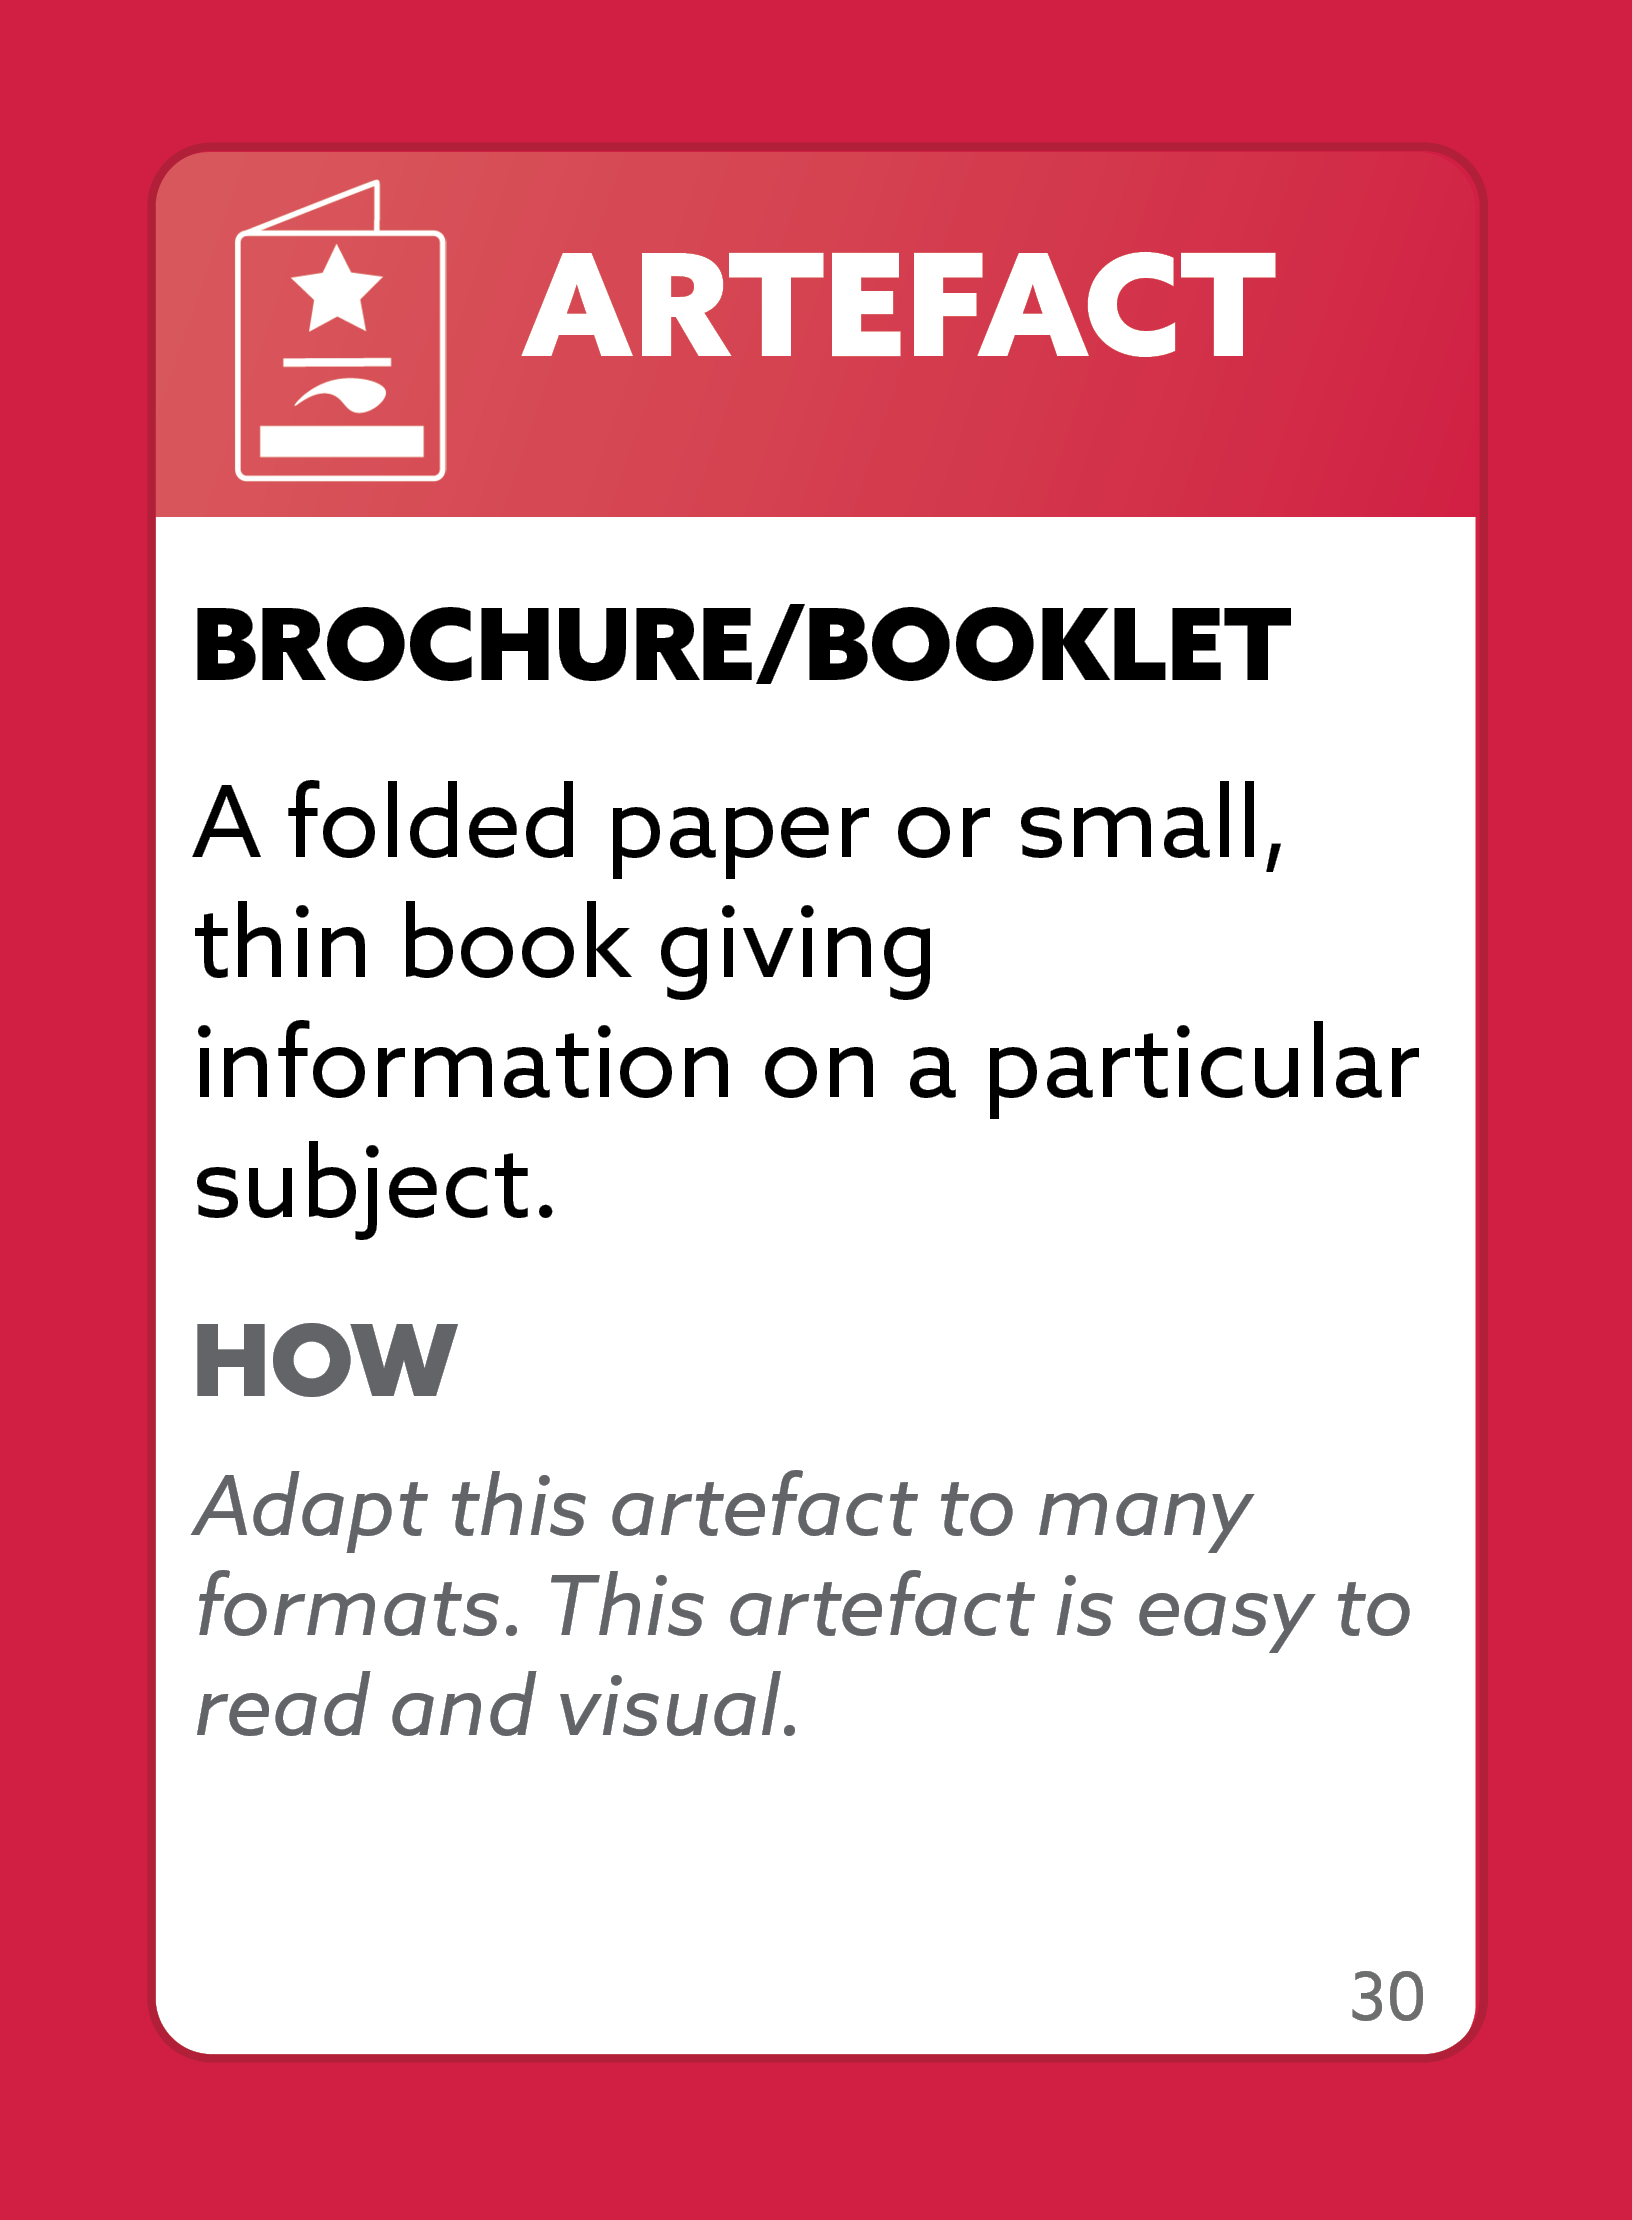 ARTEFACT
BROCHURE/BOOKLET
A folded paper or small,
thin book giving
information on a particular
subject.
HOW
Adapt this artefact to many
formats. This artefact is easy to
read and visual.
30